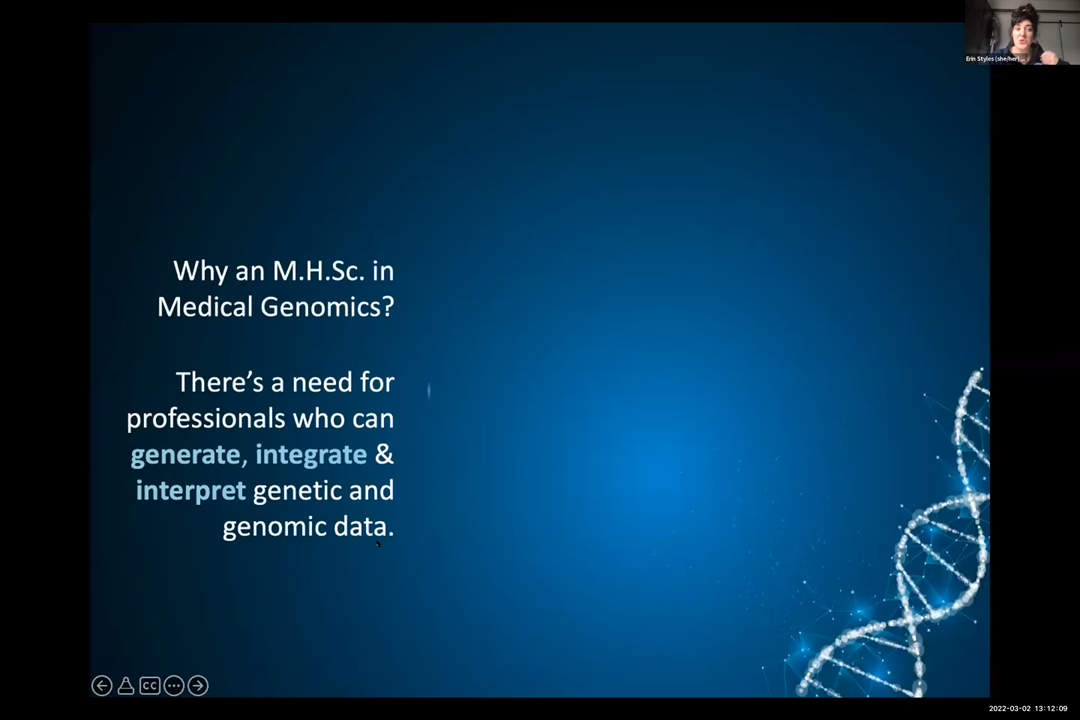 Erin Styles (she/her)...
Why an M.H.Sc. in
Medical Genomics?
There’s a need for
professionals who can
generate, integrate &
interpret genetic and
genomic data.
CC
2022-03-02 13:12:09